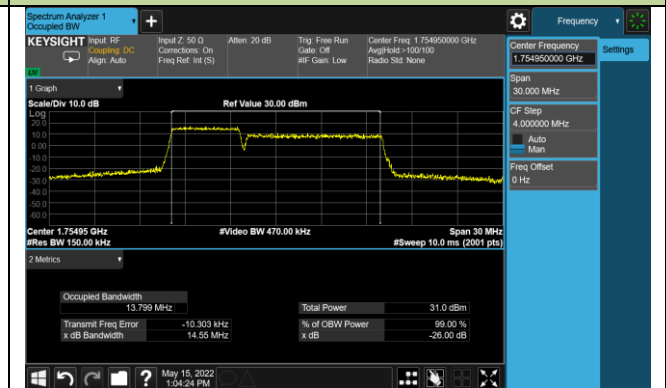 Spectrum Analyzer 1
Occupied BW
+
Frequency
KEYSIGHT
Input: RF
Coupling: DC
Align: Auto
Input Z: 50 Ω
Corrections: On
Freq Ref: Int (S)
Atten: 20 dB
Trig: Free Run
Gate: Off
#IF Gain: Low
Center Freq: 1.754950000 GHz
Avg|Hold:>100/100
Radio Std: None
Center Frequency
1.754950000 GHz
Settings
Span
30.000 MHz
CF Step
4.000000 MHz
Auto
Man
Freq Offset
0 Hz
1 Graph
Scale/Div 10.0 dB
Ref Value 30.00 dBm
Log
20.0
10.0
0.00
-10.0
-20.0
-30.0
-40.0
-50.0
-60.0
Center 1.75495 GHz
#Video BW 470.00 kHz
Span 30 MHz
#Res BW 150.00 kHz
#Sweep 10.0 ms (2001 pts)
2 Metrics
Occupied Bandwidth
13.799 MHz
Total Power
31.0 dBm
Transmit Freq Error
-10.303 kHz
% of OBW Power
99.00 %
x dB Bandwidth
14.55 MHz
x dB
-26.00 dB
?
May 15, 2022
1:04:24 PM